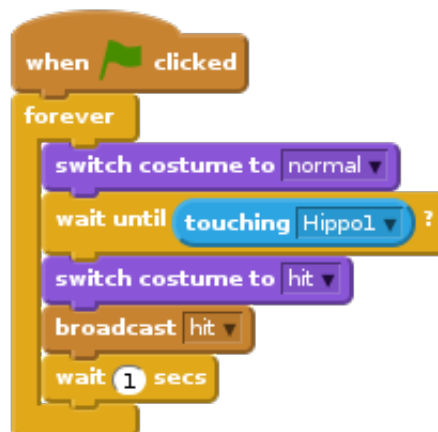 when clicked
forever
switch costume to normal
wait until touching Hippo1 ?
switch costume to hit
broadcast hit
wait 1 secs